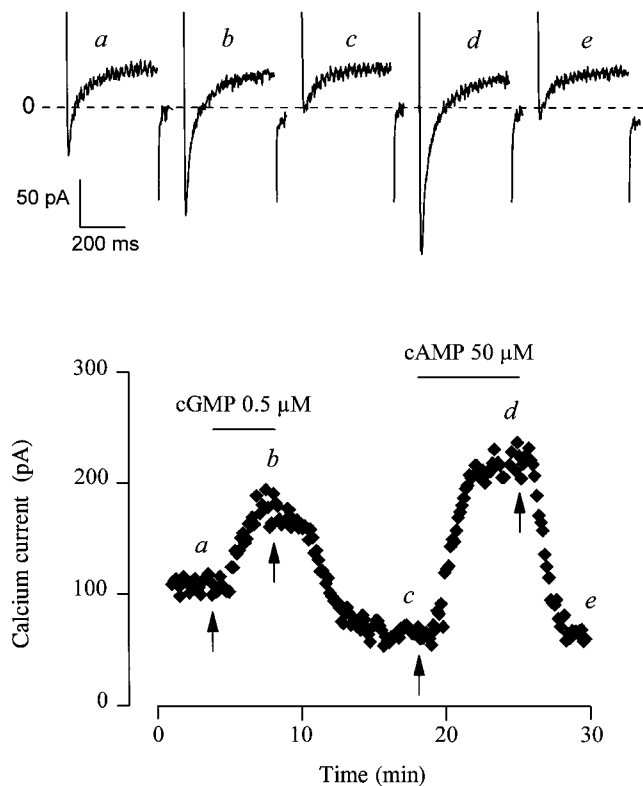 a b c d e
0
50 pA
200 ms
300
200
100
0
Calcium current (pA)
cGMP 0.5 µM
cAMP 50 µM
a
b
c
d
e
0 10 20 30
Time (min)